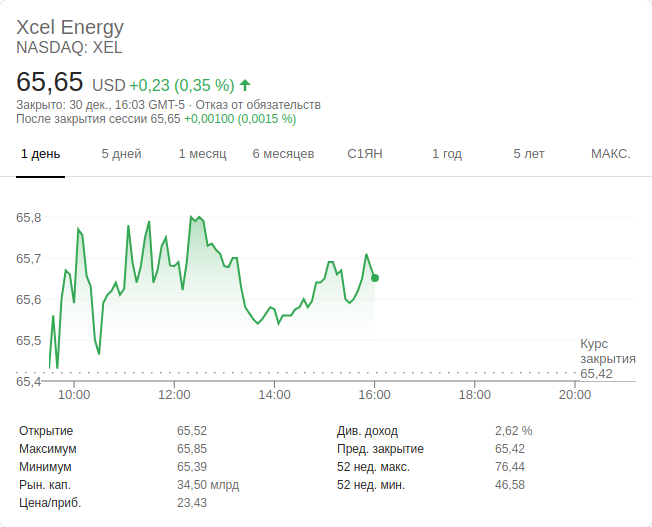 Xcel Energy
NASDAQ: XEL
65,65 USD +0,23 (0,35 %)
Закрыто: 30 дек., 16:03 GMT-5 · Отказ от обязательств
После закрытия сессии 65,65 +0,00100 (0,0015 %)
1 день 5 дней 1 месяц 6 месяцев С1ЯН 1 год 5 лет МАКС.
65,8
65,7
65,6
65,5
65,4
Курс
закрытия
65,42
10:00 12:00 14:00 16:00 18:00 20:00
Открытие 65,52
Максимум 65,85
Минимум 65,39
Рын. кап. 34,50 млрд
Цена/приб. 23,43
Див. доход 2,62 %
Пред. закрытие 65,42
52 нед. макс. 76,44
52 нед. мин. 46,58